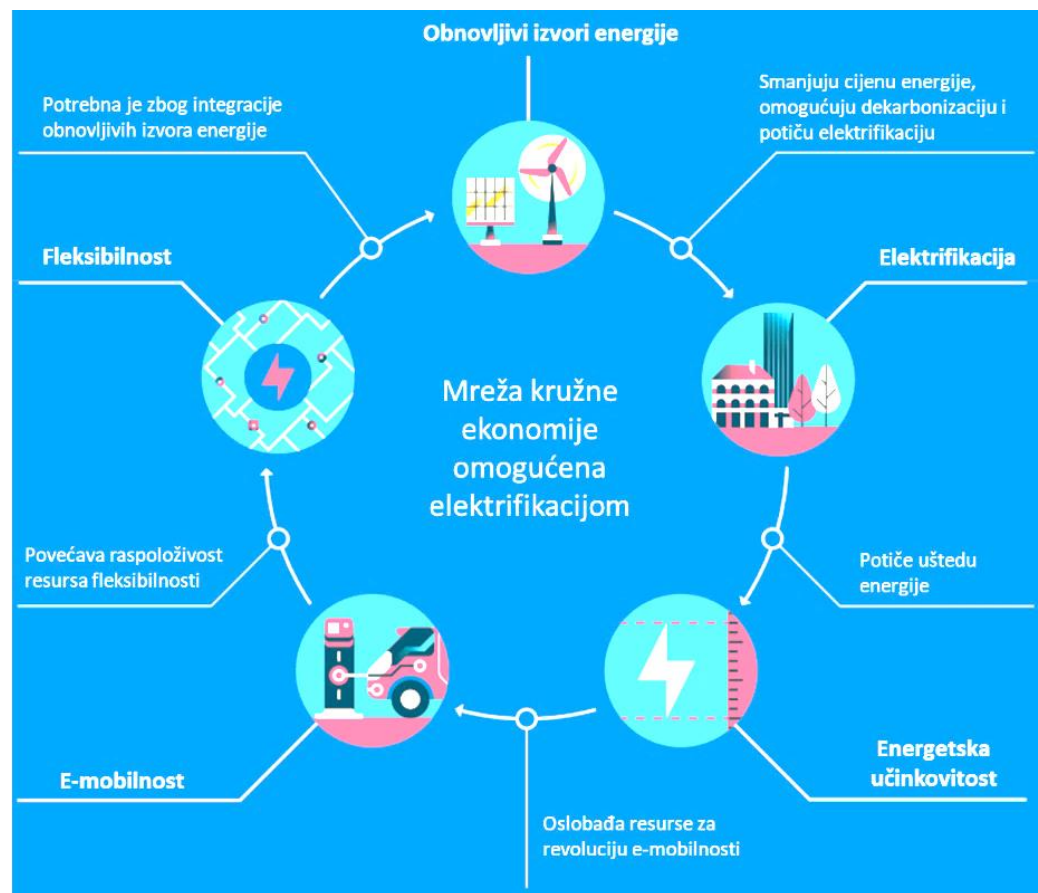 Obnovljivi izvori energije
Smanjuju cijenu energije,
omogućuju dekarbonizaciju i
potiču elektrifikaciju
Elektrifikacija
Potiče uštedu
energije
Energetska
učinkovitost
Oslobađa resurse za
revoluciju e-mobilnosti
E-mobilnost
Povećava raspoloživost
resursa fleksibilnosti
Fleksibilnost
Potrebna je zbog integracije
obnovljivih izvora energije
Mreža kružne
ekonomije
omogućena
elektrifikacijom